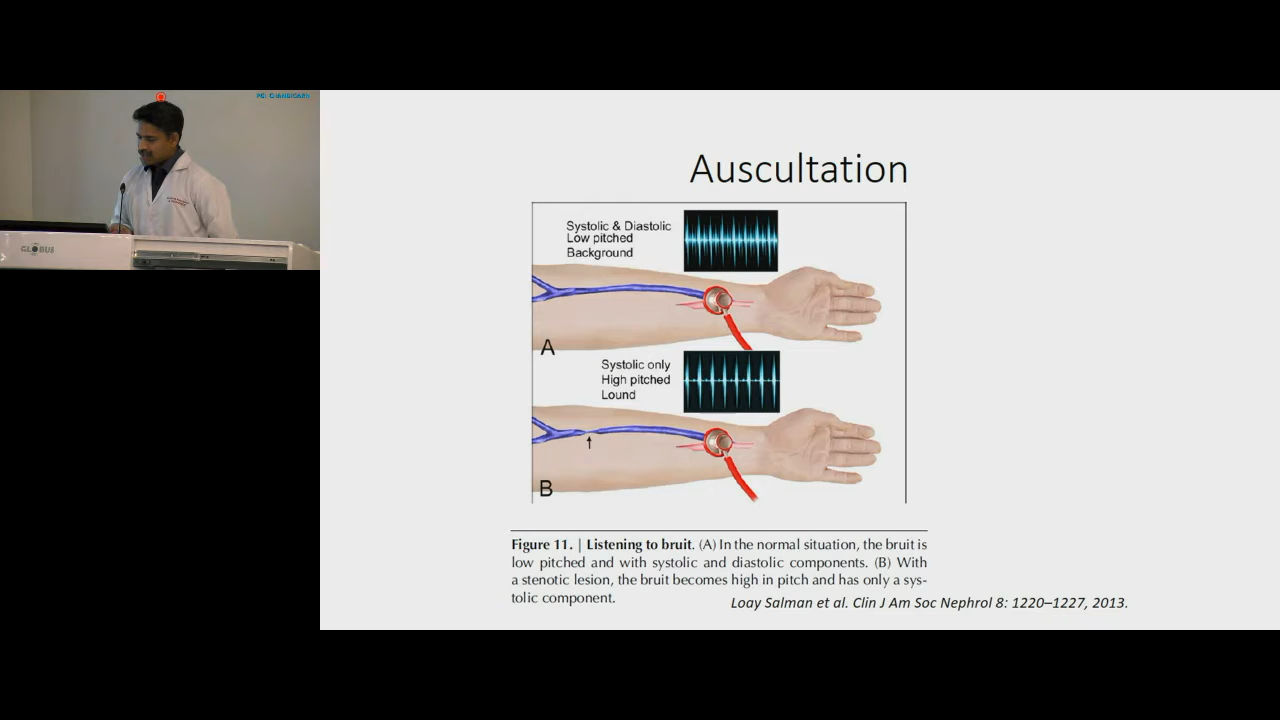 PGI CHANDIGARH
GLOBUS
Auscultation
Systolic & Diastolic
Low pitched
Background
A
Systolic only
High pitched
Lound
B
Figure 11. | Listening to bruit. (A) In the normal situation, the bruit is
low pitched and with systolic and diastolic components. (B) With
a stenotic lesion, the bruit becomes high in pitch and has only a sys-
tolic component.
Loay Salman et al. Clin J Am Soc Nephrol 8: 1220–1227, 2013.